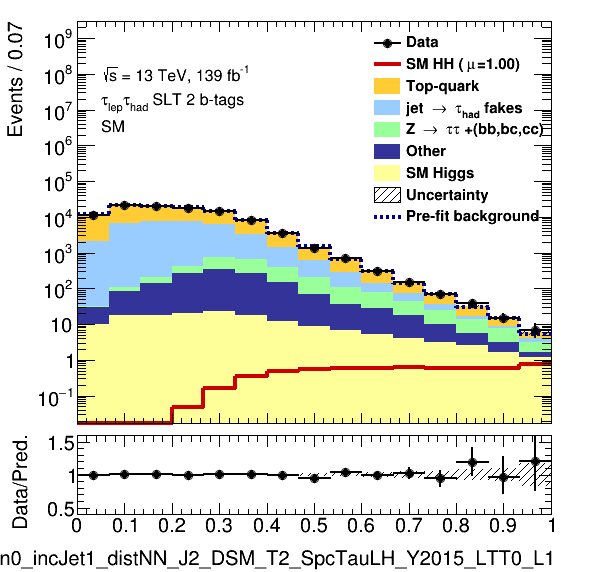 Events / 0.07
10⁹
10⁸
10⁷
10⁶
10⁵
10⁴
10³
10²
10
1
10⁻¹
√s = 13 TeV, 139 fb⁻¹
τlepτhad SLT 2 b-tags
SM
Data
SM HH ( μ=1.00)
Top-quark
jet → τhad fakes
Z → ττ +(bb,bc,cc)
Other
SM Higgs
Uncertainty
Pre-fit background
Data/Pred.
1.5
1
0.5
0 0.1 0.2 0.3 0.4 0.5 0.6 0.7 0.8 0.9 1
n0_incJet1_distNN_J2_DSM_T2_SpcTauLH_Y2015_LTT0_L1